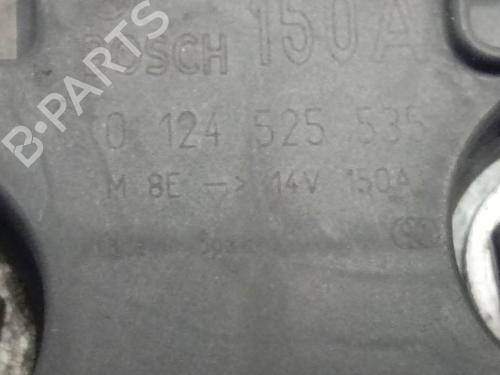 BOSCH 150A
0 124 525 535
M 8E -> 14V 150A
B-PARTS